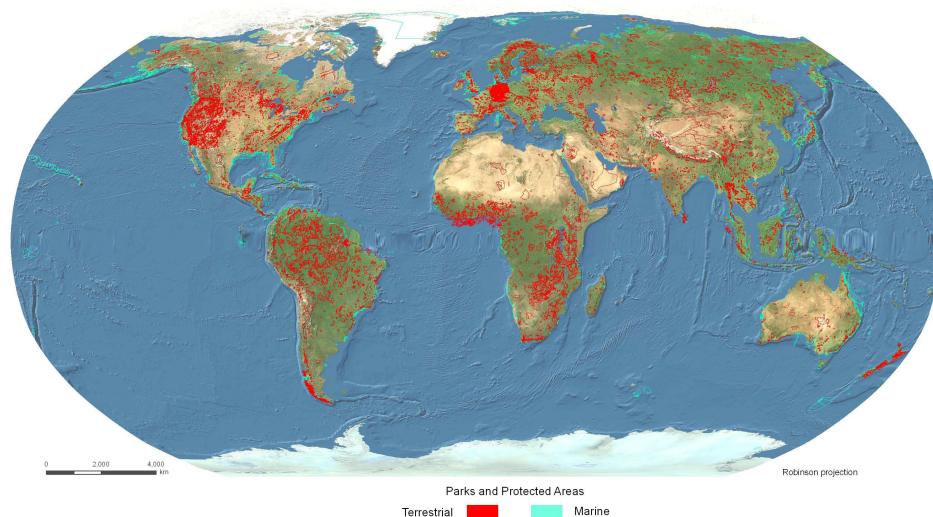 0 2,000 4,000
km
Robinson projection
Parks and Protected Areas
Terrestrial Marine